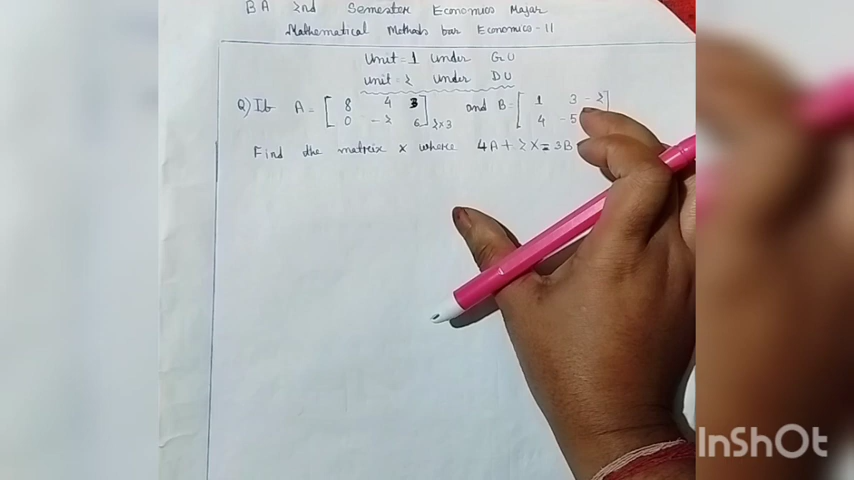 BA 2nd Semester Economics Major
Mathematical Methods for Economics - II
Unit = 1 under GU
unit = 2 under DU
Q) If A = [ 8 4 3 and B = [ 1 3 - 2 ]
0 - 2 6 ] 2x3 4 - 5
Find the matrix x where 4A + 2X = 3B
InShOt